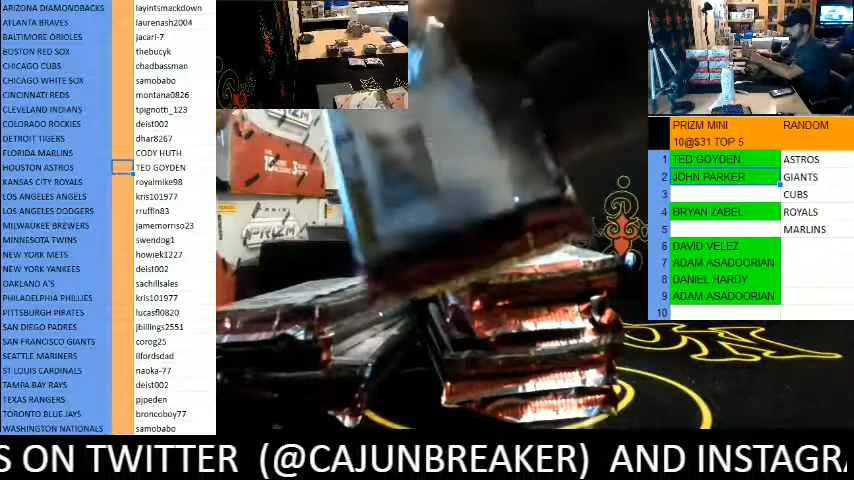 ARIZONA DIAMONDBACKS layintsmackdown
ATLANTA BRAVES laurenash2004
BALTIMORE ORIOLES jacari-7
BOSTON RED SOX thebucyk
CHICAGO CUBS chadbassman
CHICAGO WHITE SOX samobabo
CINCINNATI REDS montana0826
CLEVELAND INDIANS tpignotti_123
COLORADO ROCKIES deist002
DETROIT TIGERS dhar8267
FLORIDA MARLINS CODY HUTH
HOUSTON ASTROS TED GOYDEN
KANSAS CITY ROYALS royalmike98
LOS ANGELES ANGELS kris101977
LOS ANGELES DODGERS rruffin83
MILWAUKEE BREWERS jamemorriso23
MINNESOTA TWINS swendog1
NEW YORK METS howiek1227
NEW YORK YANKEES deist002
OAKLAND A'S sachillsales
PHILADELPHIA PHILLIES kris101977
PITTSBURGH PIRATES lucasfl0820
SAN DIEGO PADRES jbillings2551
SAN FRANCISCO GIANTS corog25
SEATTLE MARINERS ilfordsdad
ST LOUIS CARDINALS naoka-77
TAMPA BAY RAYS deist002
TEXAS RANGERS pjpeden
TORONTO BLUE JAYS broncoboy77
WASHINGTON NATIONALS samobabo
PRIZM
PRIZM MINI RANDOM
10@$31 TOP 5
1 TED GOYDEN ASTROS
2 JOHN PARKER GIANTS
3 CUBS
4 BRYAN ZABEL ROYALS
5 MARLINS
6 DAVID VELEZ
7 ADAM ASADOORIAN
8 DANIEL HARDY
9 ADAM ASADOORIAN
10
S ON TWITTER (@CAJUNBREAKER) AND INSTAGRA